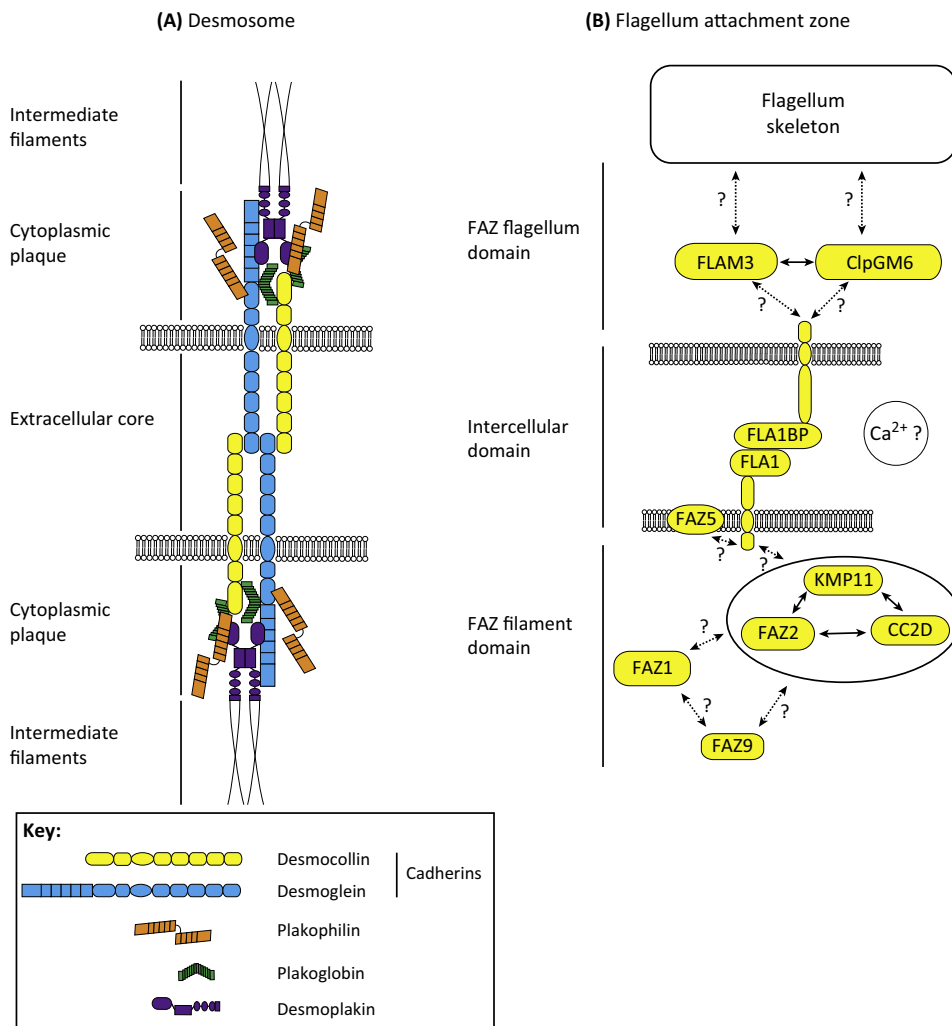 (A) Desmosome
Intermediate
filaments
Cytoplasmic
plaque
Extracellular core
Cytoplasmic
plaque
Intermediate
filaments
(B) Flagellum attachment zone
Flagellum
skeleton
?
?
FAZ flagellum
domain
FLAM3
ClpGM6
?
?
Intercellular
domain
FLA1BP
Ca2+ ?
FLA1
FAZ5
?
?
FAZ filament
domain
KMP11
FAZ2
CC2D
?
FAZ1
?
?
FAZ9
Key:
Desmocollin
Desmoglein
Cadherins
Plakophilin
Plakoglobin
Desmoplakin